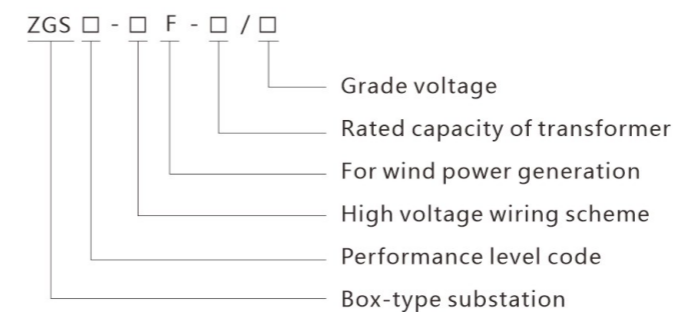 ZGS □ - □ F - □ / □
Grade voltage
Rated capacity of transformer
For wind power generation
High voltage wiring scheme
Performance level code
Box-type substation